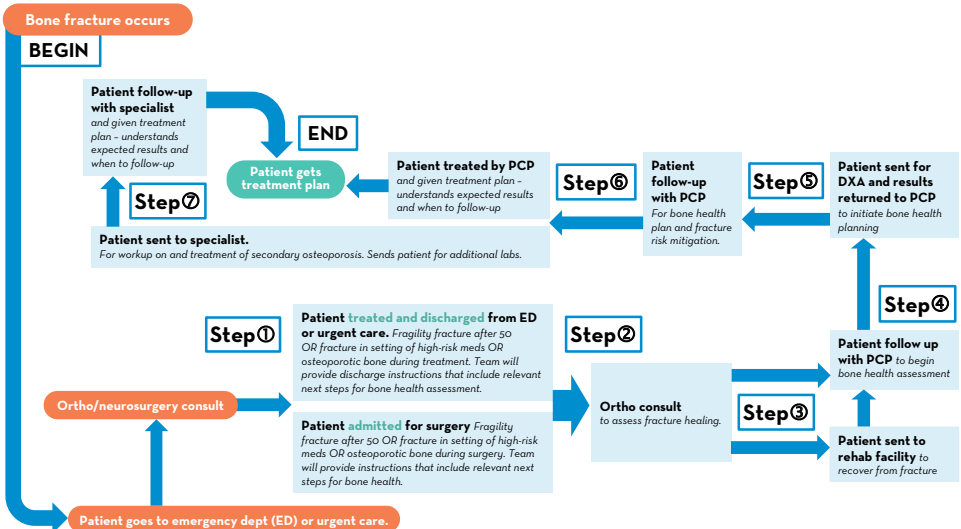 Bone fracture occurs
BEGIN
Patient follow-up
with specialist
and given treatment
plan – understands
expected results and
when to follow-up
END
Patient gets
treatment plan
Patient treated by PCP
and given treatment plan –
understands expected results
and when to follow-up
Step⑥
Patient
follow-up
with PCP
For bone health
plan and fracture
risk mitigation.
Step⑤
Patient sent for
DXA and results
returned to PCP
to initiate bone health
planning
Step⑦
Patient sent to specialist.
For workup on and treatment of secondary osteoporosis. Sends patient for additional labs.
Step④
Step①
Patient treated and discharged from ED
or urgent care. Fragility fracture after 50
OR fracture in setting of high-risk meds OR
osteoporotic bone during treatment. Team will
provide discharge instructions that include relevant
next steps for bone health assessment.
Step②
Patient follow up
with PCP to begin
bone health assessment
Ortho/neurosurgery consult
Ortho consult
to assess fracture healing.
Step③
Patient admitted for surgery Fragility
fracture after 50 OR fracture in setting of high-risk
meds OR osteoporotic bone during surgery. Team
will provide instructions that include relevant next
steps for bone health.
Patient sent to
rehab facility to
recover from fracture
Patient goes to emergency dept (ED) or urgent care.